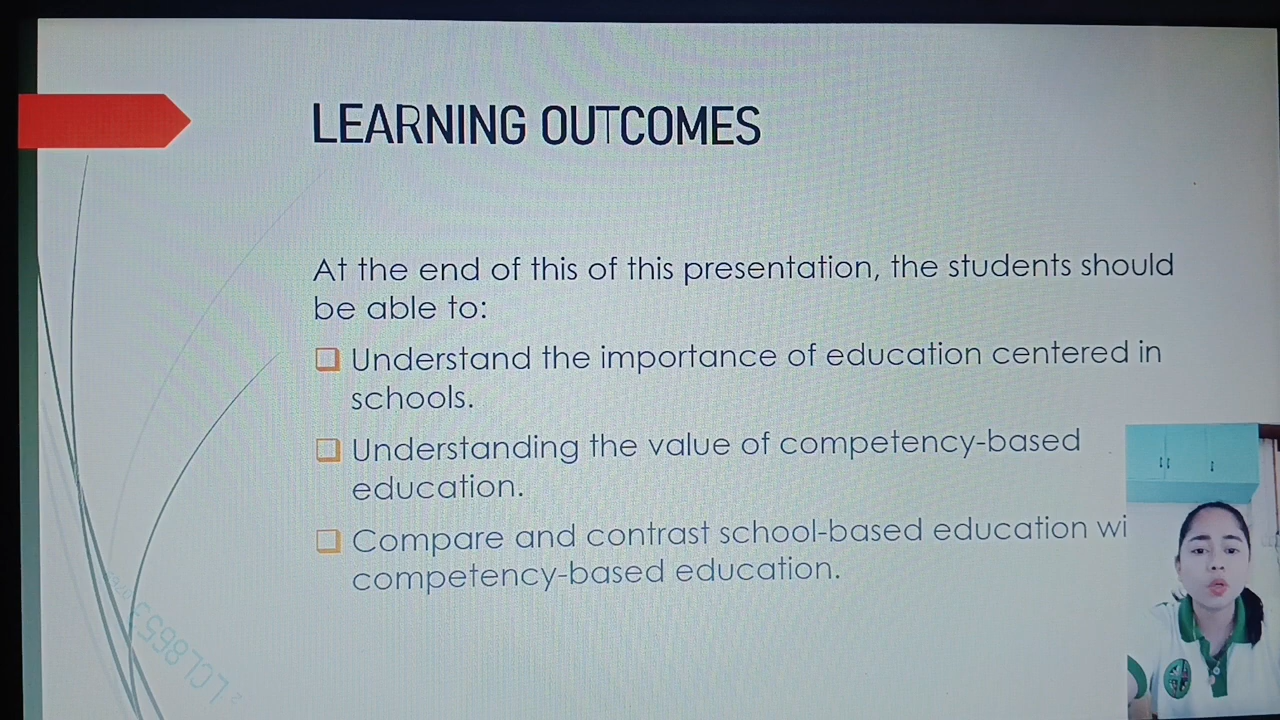 LEARNING OUTCOMES
At the end of this of this presentation, the students should
be able to:
Understand the importance of education centered in
schools.
Understanding the value of competency-based
education.
Compare and contrast school-based education wi
competency-based education.